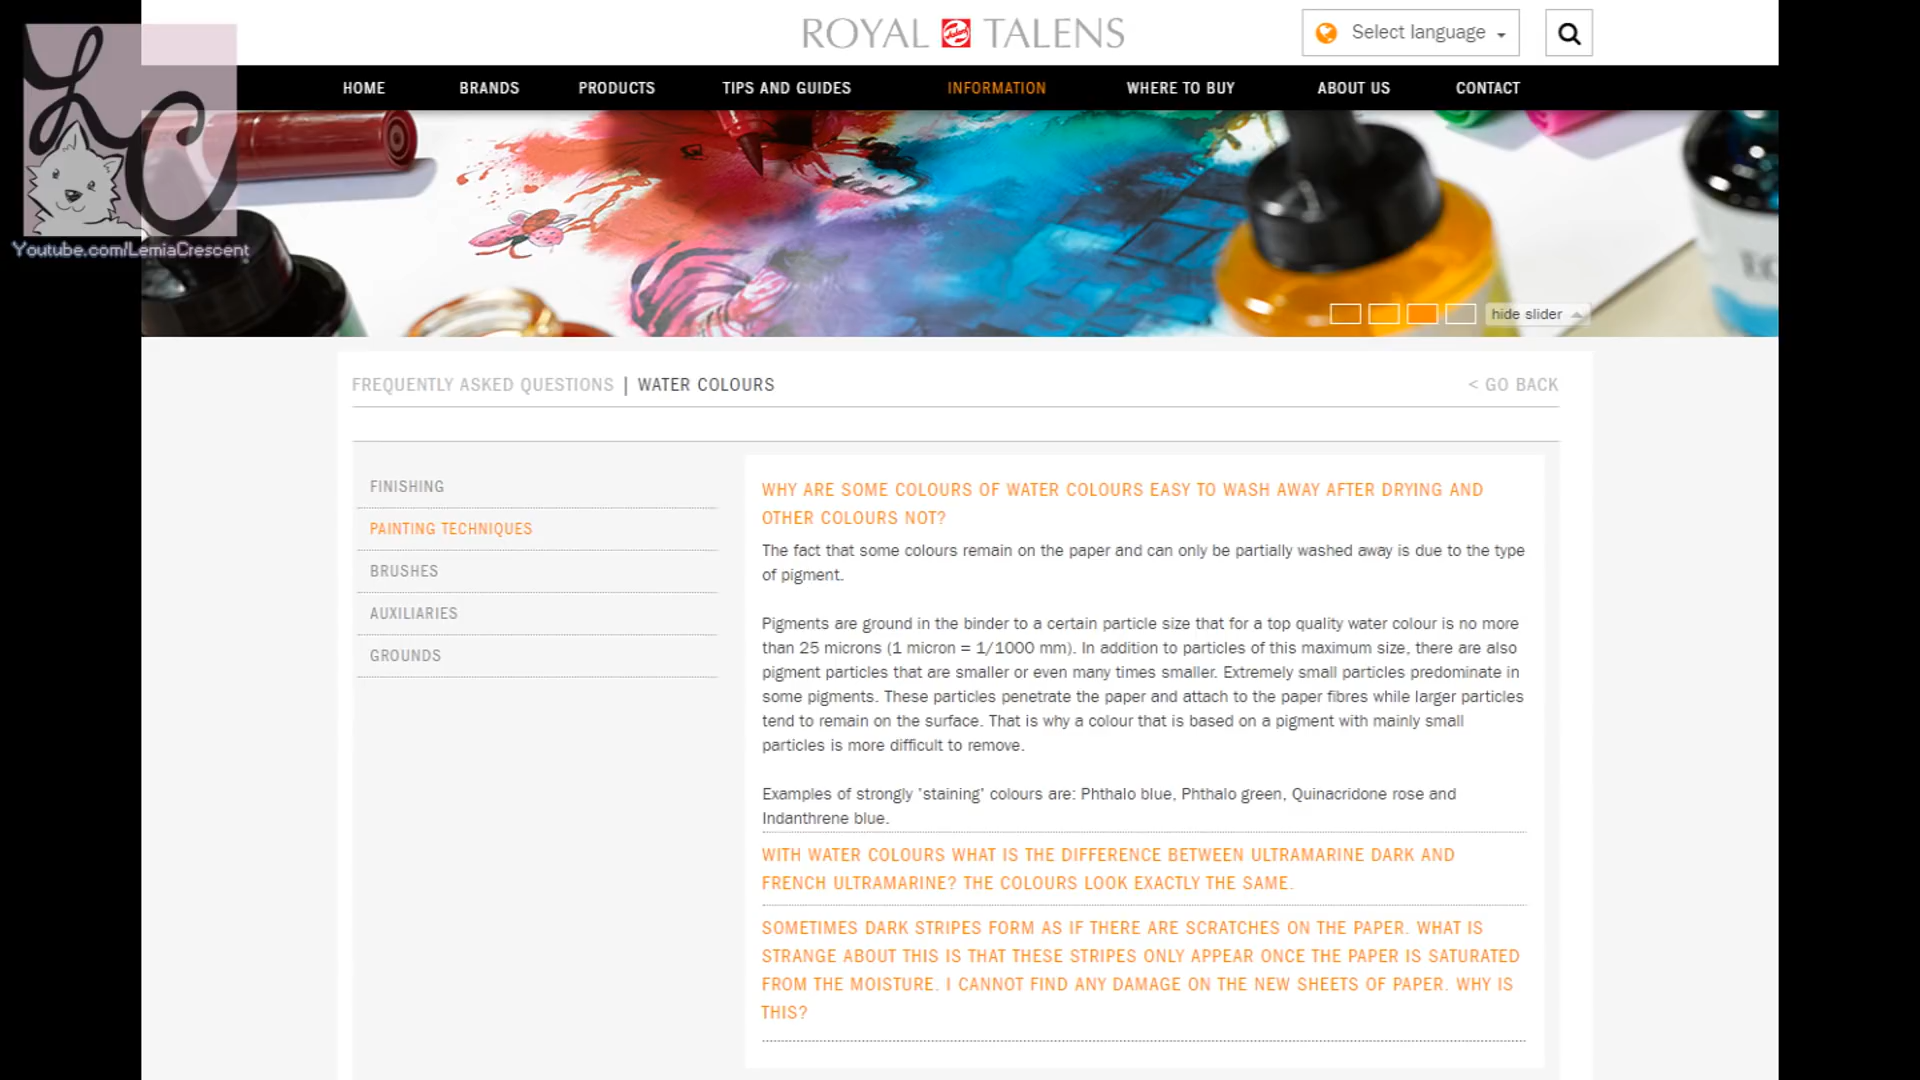 ROYAL TALENS
Select language
LC
Youtube.com/LemiaCrescent
HOME BRANDS PRODUCTS TIPS AND GUIDES INFORMATION WHERE TO BUY ABOUT US CONTACT
hide slider
FREQUENTLY ASKED QUESTIONS | WATER COLOURS
< GO BACK
FINISHING
PAINTING TECHNIQUES
BRUSHES
AUXILIARIES
GROUNDS
WHY ARE SOME COLOURS OF WATER COLOURS EASY TO WASH AWAY AFTER DRYING AND
OTHER COLOURS NOT?
The fact that some colours remain on the paper and can only be partially washed away is due to the type
of pigment.
Pigments are ground in the binder to a certain particle size that for a top quality water colour is no more
than 25 microns (1 micron = 1/1000 mm). In addition to particles of this maximum size, there are also
pigment particles that are smaller or even many times smaller. Extremely small particles predominate in
some pigments. These particles penetrate the paper and attach to the paper fibres while larger particles
tend to remain on the surface. That is why a colour that is based on a pigment with mainly small
particles is more difficult to remove.
Examples of strongly 'staining' colours are: Phthalo blue, Phthalo green, Quinacridone rose and
Indanthrene blue.
WITH WATER COLOURS WHAT IS THE DIFFERENCE BETWEEN ULTRAMARINE DARK AND
FRENCH ULTRAMARINE? THE COLOURS LOOK EXACTLY THE SAME.
SOMETIMES DARK STRIPES FORM AS IF THERE ARE SCRATCHES ON THE PAPER. WHAT IS
STRANGE ABOUT THIS IS THAT THESE STRIPES ONLY APPEAR ONCE THE PAPER IS SATURATED
FROM THE MOISTURE. I CANNOT FIND ANY DAMAGE ON THE NEW SHEETS OF PAPER. WHY IS
THIS?